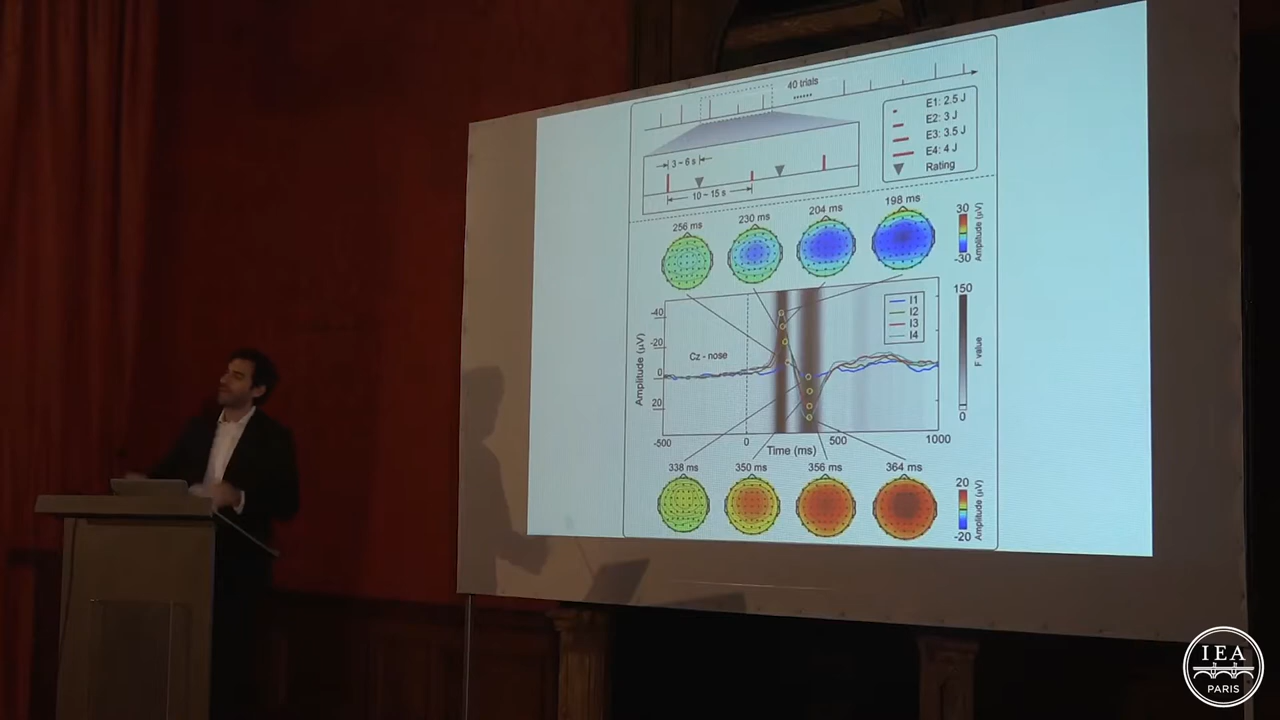 40 trials
......
E1: 2.5 J
E2: 3 J
E3: 3.5 J
E4: 4 J
Rating
3 ~ 6 s
10 ~ 15 s
256 ms
230 ms
204 ms
198 ms
30
-30
Amplitude (µV)
-40
-20
0
20
Amplitude (µV)
Cz - nose
I1
I2
I3
I4
150
0
F value
-500
0
500
1000
Time (ms)
338 ms
350 ms
356 ms
364 ms
20
-20
Amplitude (µV)
IEA
PARIS